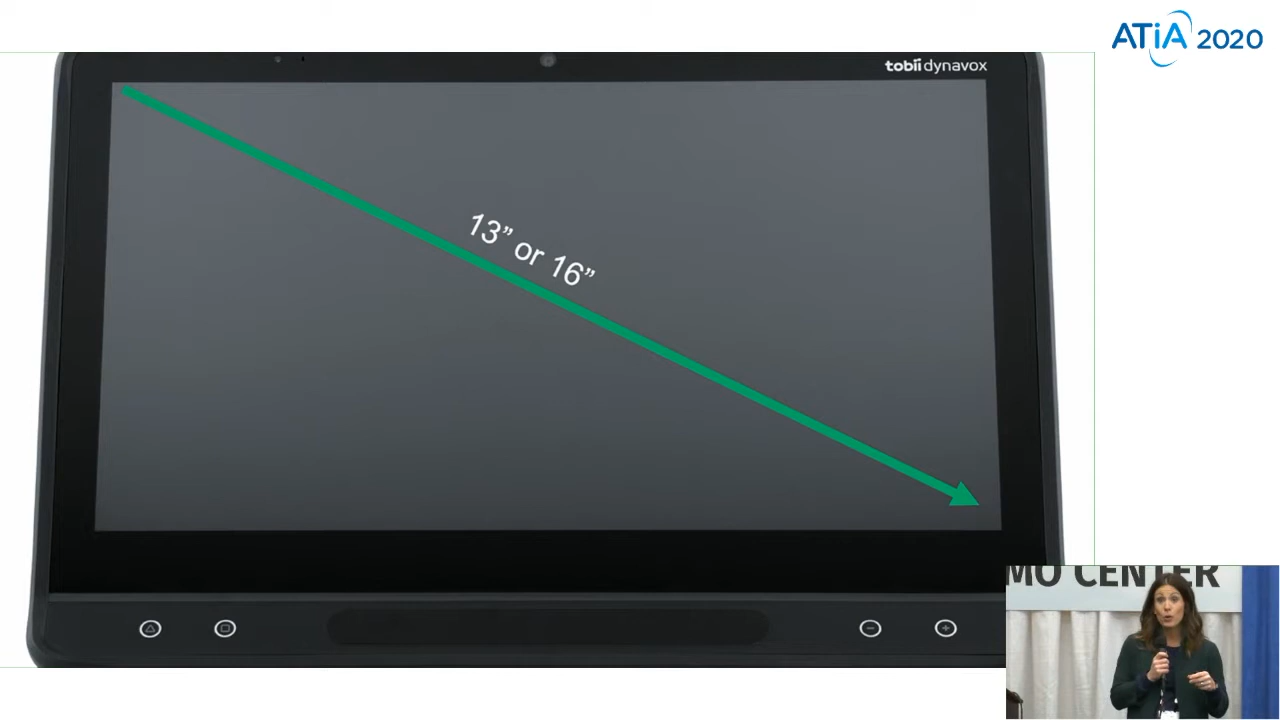 ATiA 2020
tobii dynavox
13” or 16”
MO CENTER